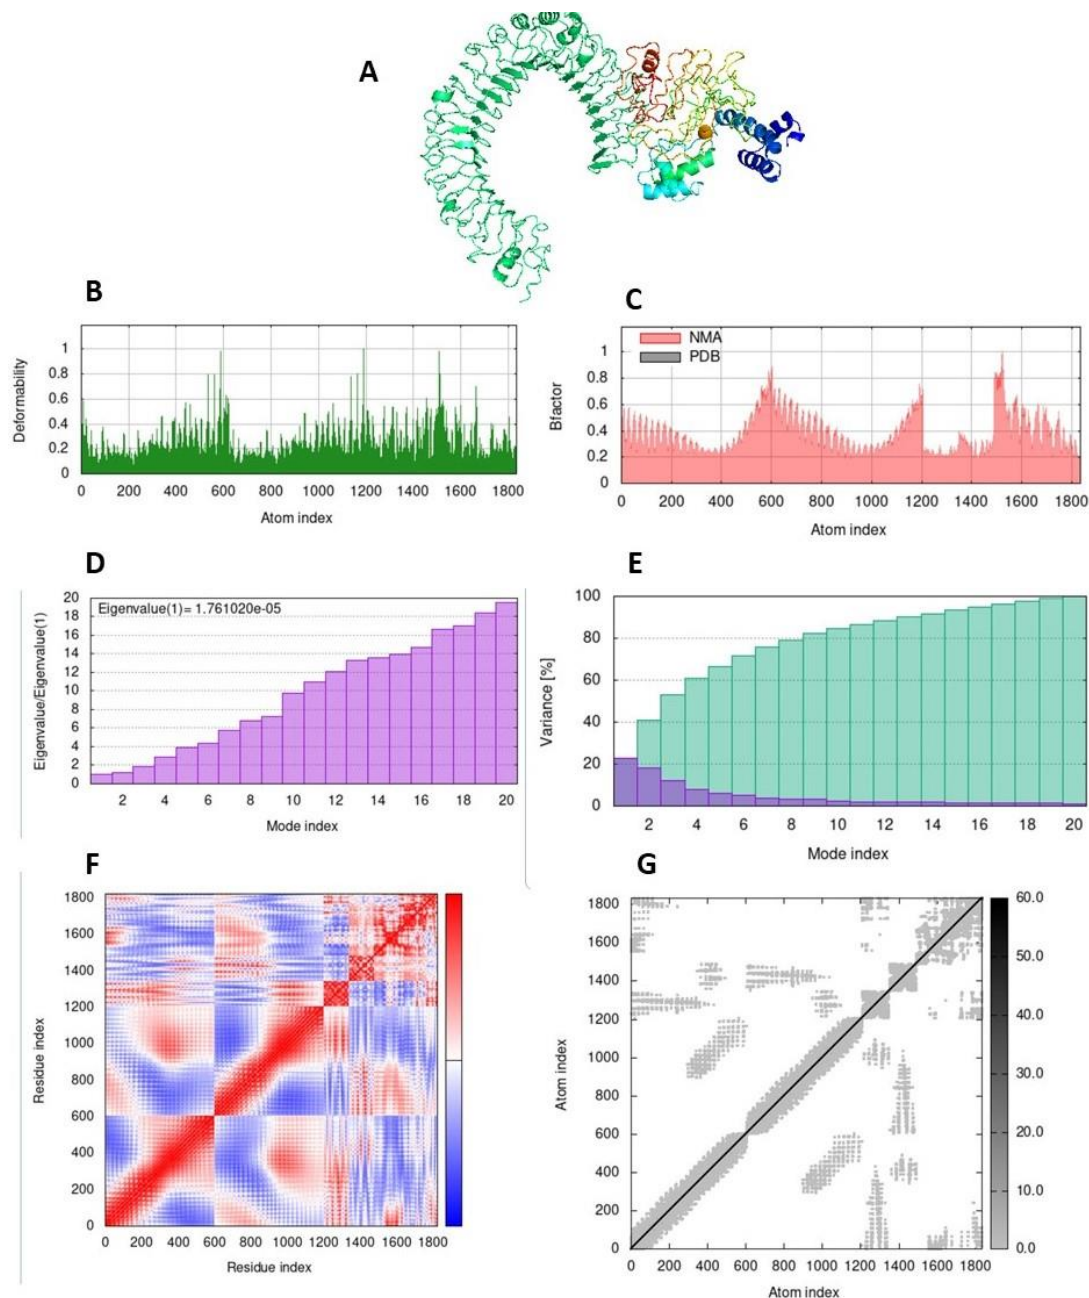 A
B
C
Deformability
1
0.8
0.6
0.4
0.2
0
0 200 400 600 800 1000 1200 1400 1600 1800
Atom index
NMA
PDB
Bfactor
1
0.8
0.6
0.4
0.2
0
0 200 400 600 800 1000 1200 1400 1600 1800
Atom index
D
E
Eigenvalue(1)= 1.761020e-05
Eigenvalue/Eigenvalue(1)
20
18
16
14
12
10
8
6
4
2
0
2 4 6 8 10 12 14 16 18 20
Mode index
Variance [%]
100
80
60
40
20
0
2 4 6 8 10 12 14 16 18 20
Mode index
F
G
Residue index
1800
1600
1400
1200
1000
800
600
400
200
0
0 200 400 600 800 1000 1200 1400 1600 1800
Residue index
Atom index
1800
1600
1400
1200
1000
800
600
400
200
0
0 200 400 600 800 1000 1200 1400 1600 1800
Atom index
60.0
50.0
40.0
30.0
20.0
10.0
0.0